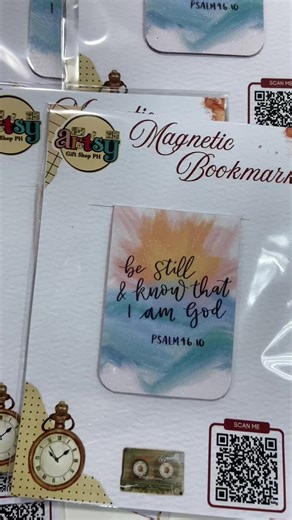 PSALM 46.10
SCAN ME
artsy
Gift Shop PH
Magnetic
Magnetic
Bookmark
be still
& know that
I am God
PSALM 46.10
SCAN ME